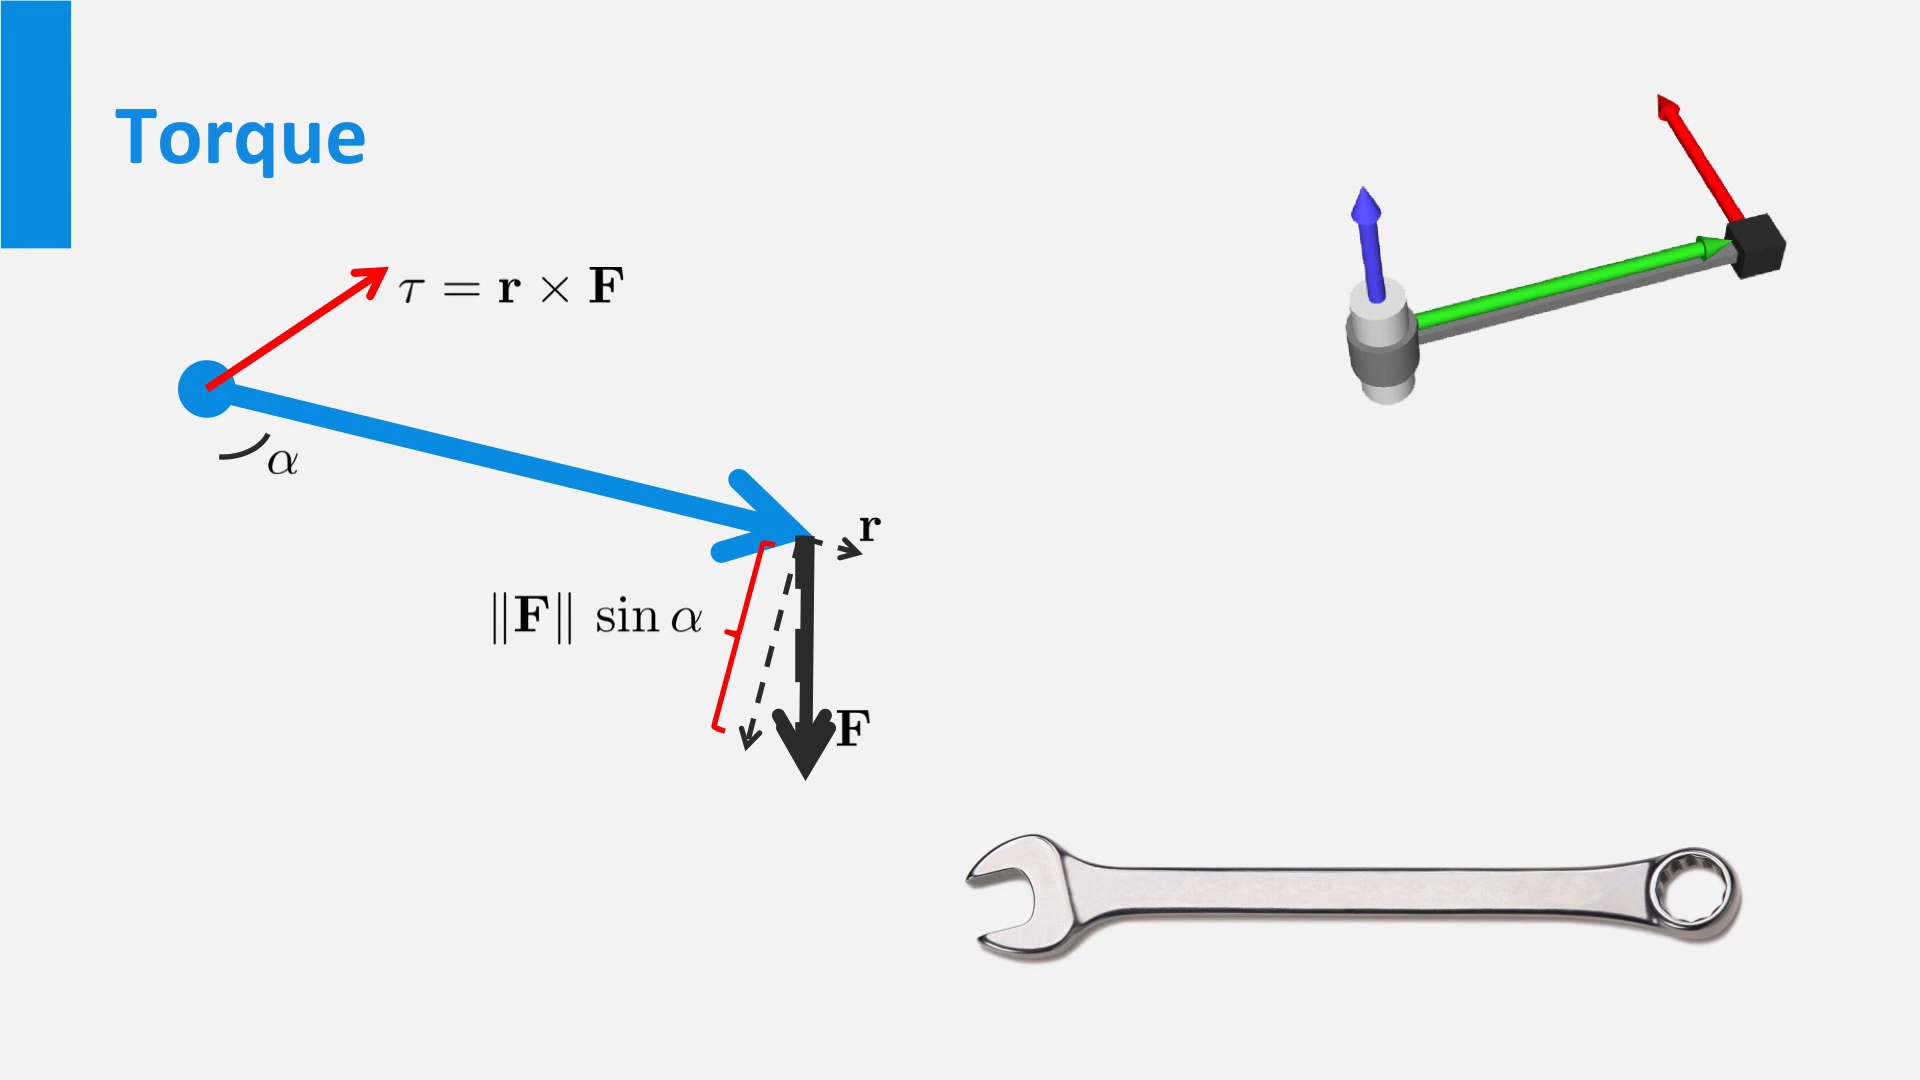 Torque
τ = r × F
α
r
‖F‖ sin α
F